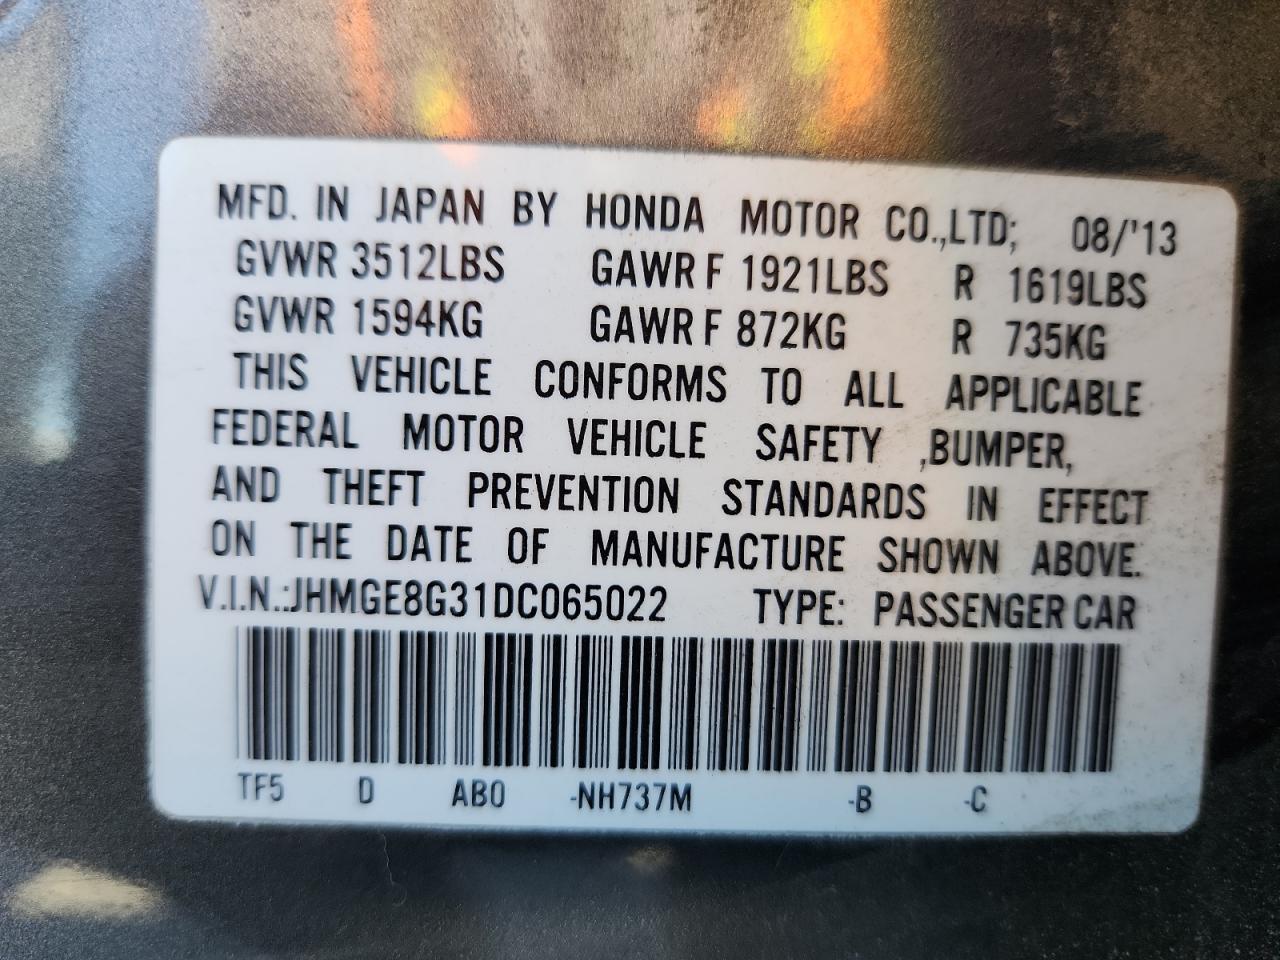 MFD. IN JAPAN BY HONDA MOTOR CO.,LTD; 08/'13
GVWR 3512LBS GAWR F 1921LBS R 1619LBS
GVWR 1594KG GAWR F 872KG R 735KG
THIS VEHICLE CONFORMS TO ALL APPLICABLE
FEDERAL MOTOR VEHICLE SAFETY ,BUMPER,
AND THEFT PREVENTION STANDARDS IN EFFECT
ON THE DATE OF MANUFACTURE SHOWN ABOVE.
V.I.N.:JHMGE8G31DC065022 TYPE: PASSENGER CAR
TF5 D AB0 -NH737M -B -C